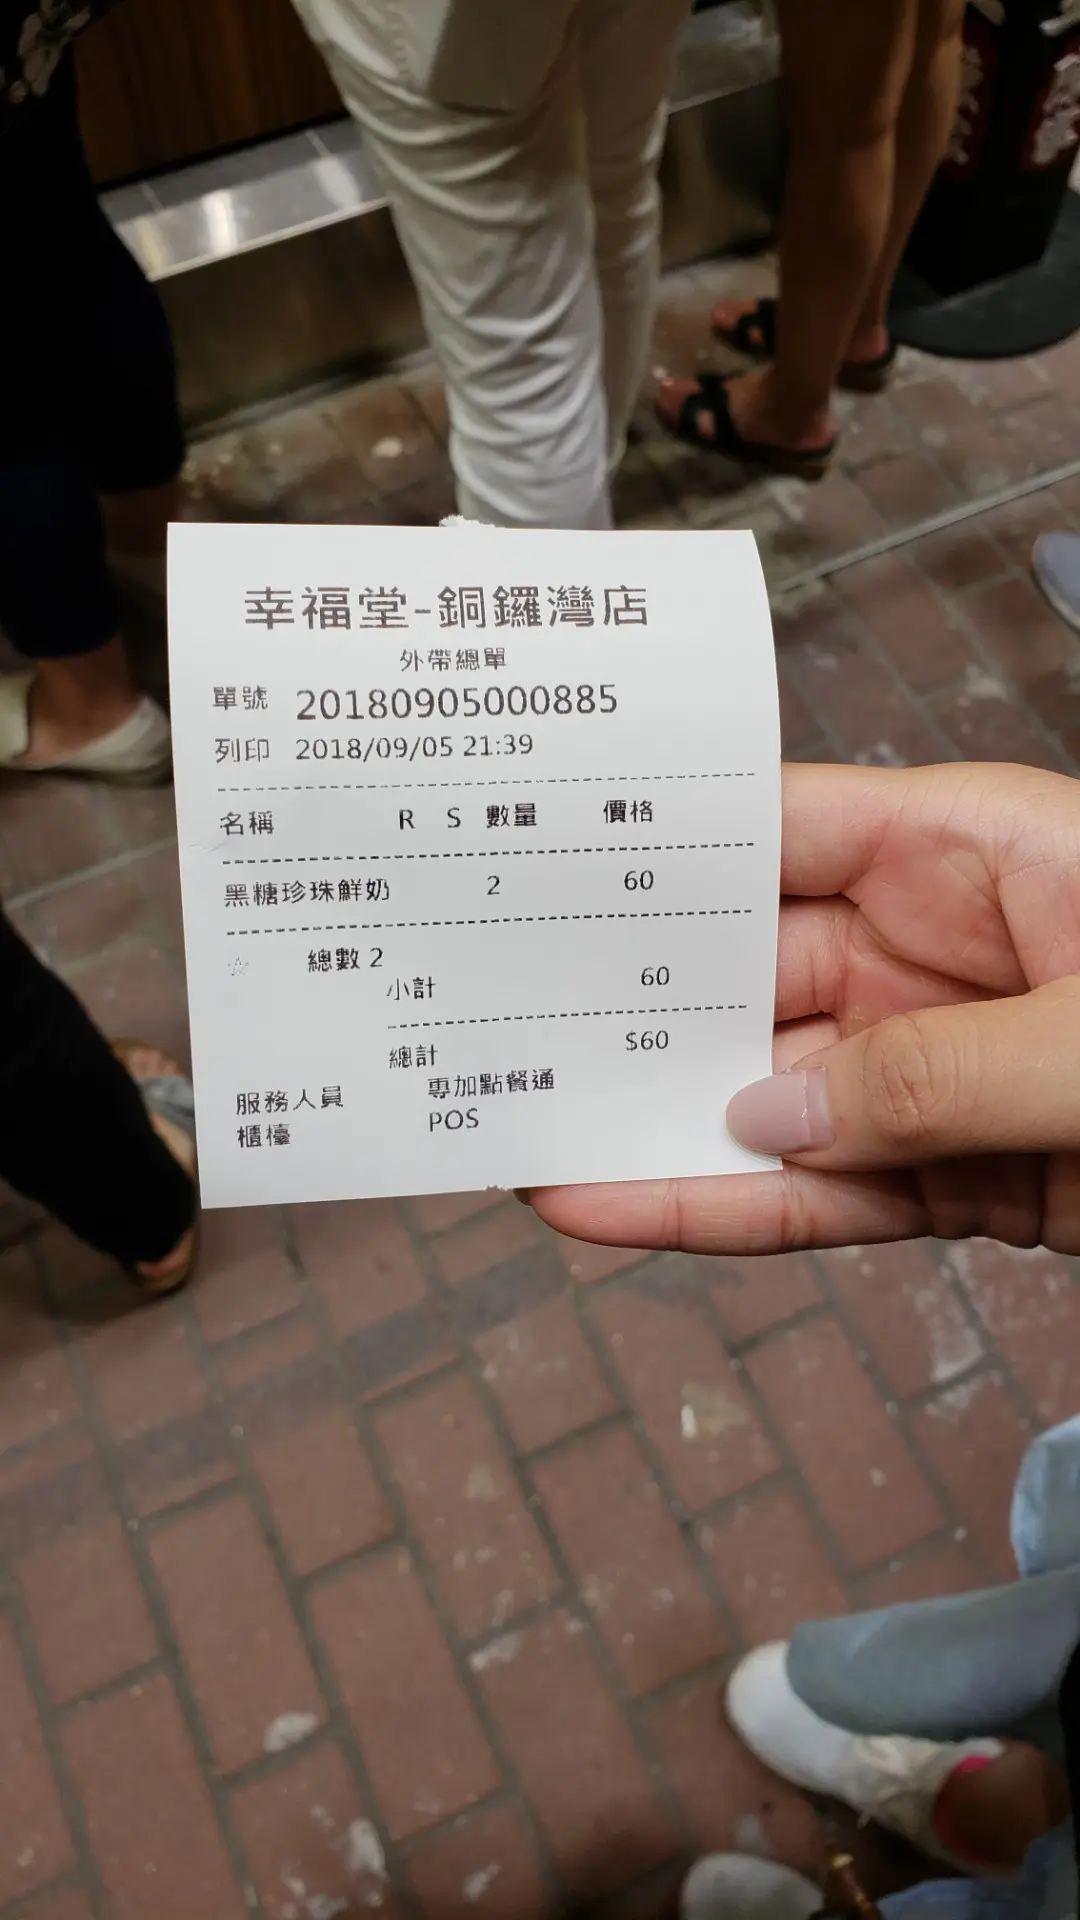 幸福堂-銅鑼灣店
外帶總單
單號 20180905000885
列印 2018/09/05 21:39
名稱 R S 數量 價格
黑糖珍珠鮮奶 2 60
☆ 總數 2
小計 60
總計 $60
服務人員 專加點餐通
櫃檯 POS